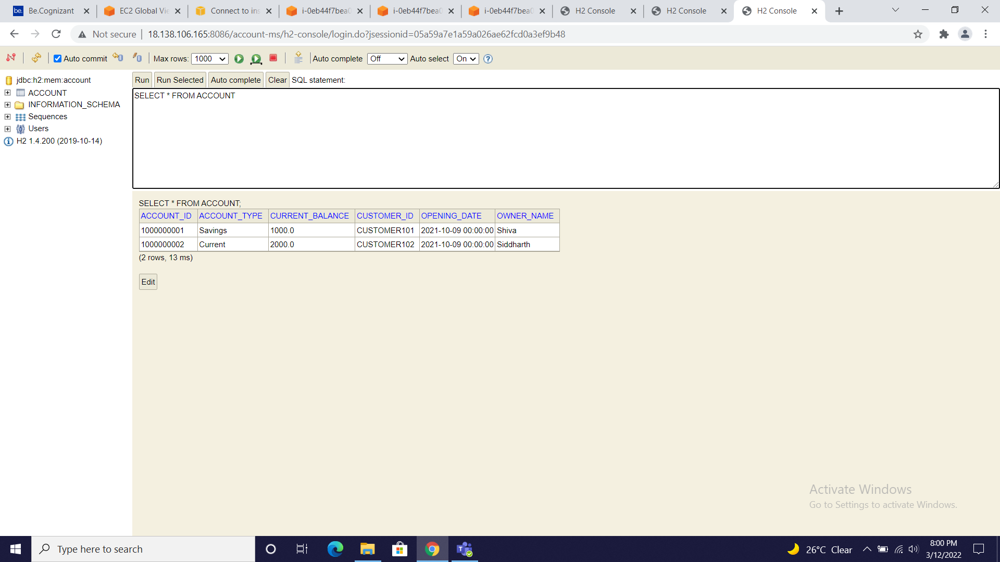 be. Be.Cognizant
EC2 Global Vie
Connect to ins
i-0eb44f7bea0
i-0eb44f7bea0
i-0eb44f7bea0
H2 Console
H2 Console
H2 Console
Not secure
18.138.106.165:8086/account-ms/h2-console/login.do?jsessionid=05a59a7e1a59a026ae62fcd0a3ef9b48
Auto commit
Max rows: 1000
Auto complete Off
Auto select On
jdbc:h2:mem:account
ACCOUNT
INFORMATION_SCHEMA
Sequences
Users
H2 1.4.200 (2019-10-14)
Run Run Selected Auto complete Clear SQL statement:
SELECT * FROM ACCOUNT
SELECT * FROM ACCOUNT;
ACCOUNT_ID ACCOUNT_TYPE CURRENT_BALANCE CUSTOMER_ID OPENING_DATE OWNER_NAME
1000000001 Savings 1000.0 CUSTOMER101 2021-10-09 00:00:00 Shiva
1000000002 Current 2000.0 CUSTOMER102 2021-10-09 00:00:00 Siddharth
(2 rows, 13 ms)
Edit
Activate Windows
Go to Settings to activate Windows.
Type here to search
26°C Clear
8:00 PM
3/12/2022